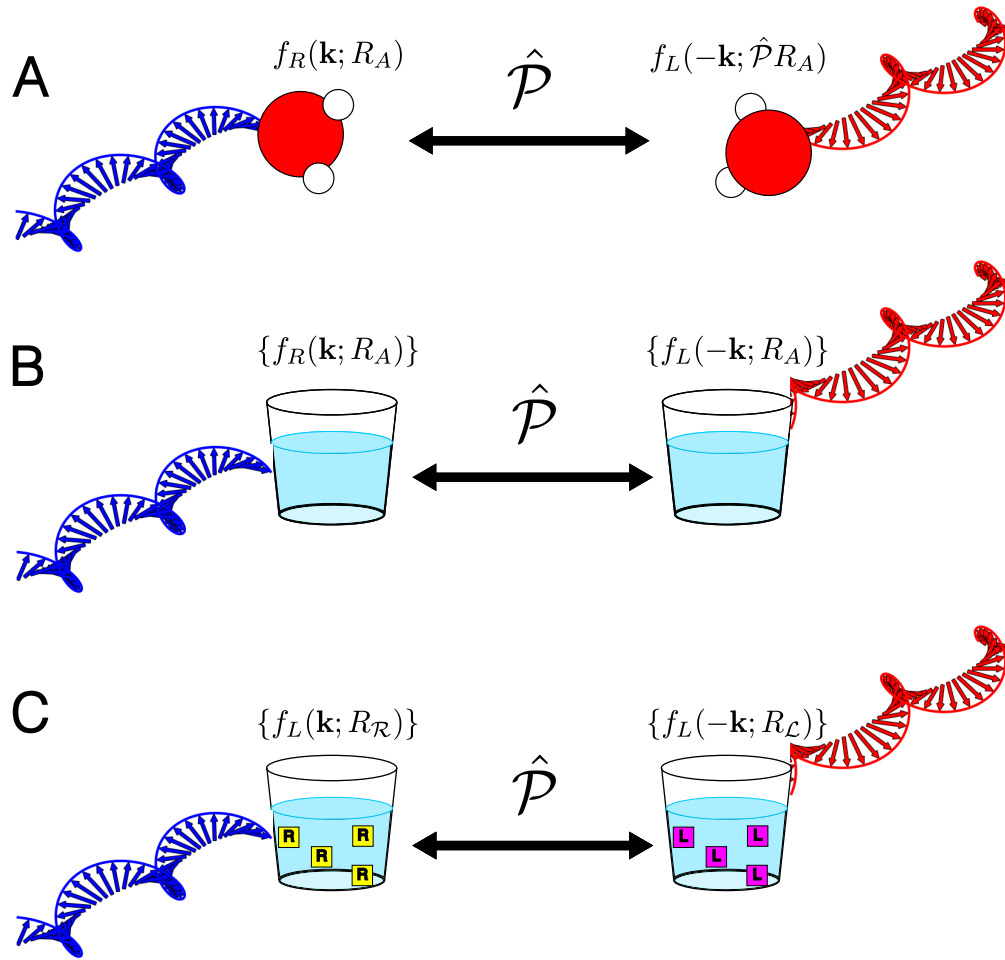 A
f_R(k; R_A)
𝒫̂
f_L(−k; 𝒫̂R_A)
B
{f_R(k; R_A)}
𝒫̂
{f_L(−k; R_A)}
C
{f_L(k; R_ℛ)}
𝒫̂
{f_L(−k; R_ℒ)}
R
R
R
R
L
L
L
L